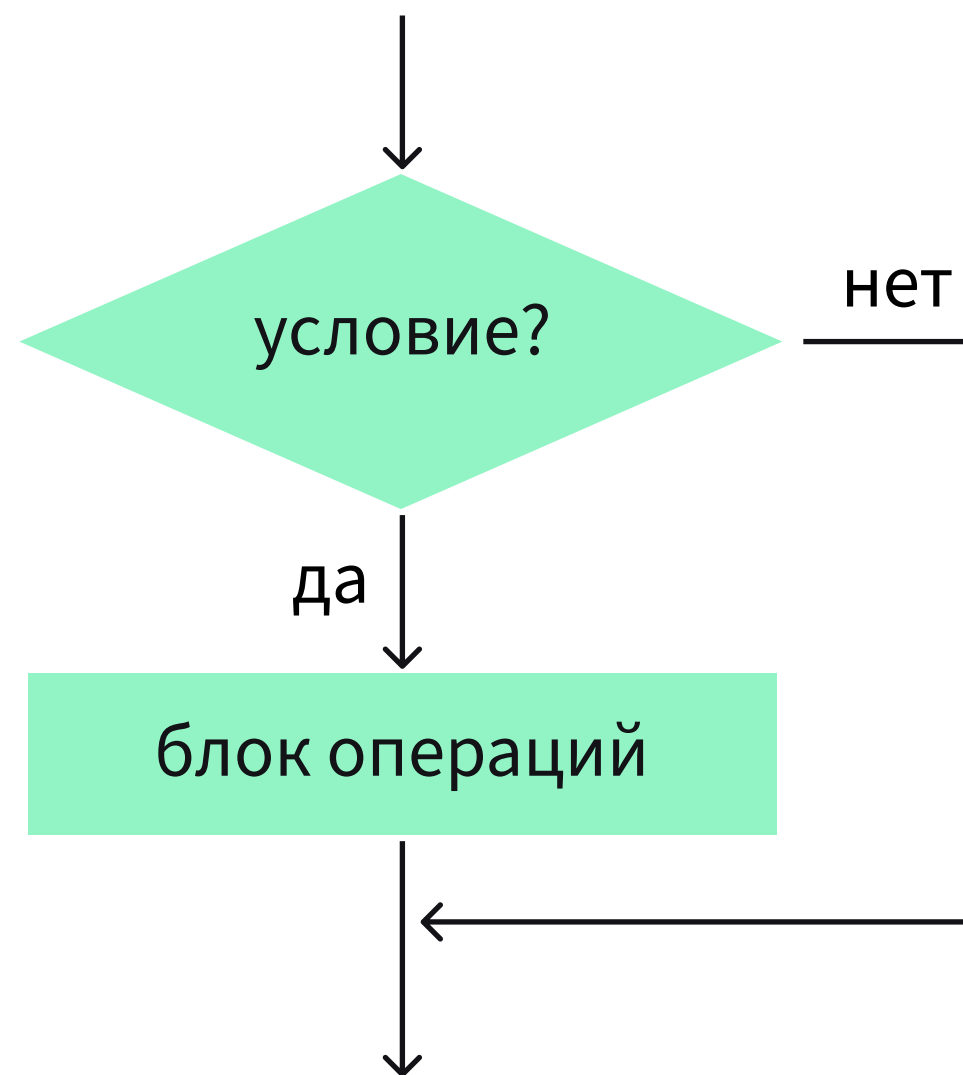 нет
условие?
да
блок операций